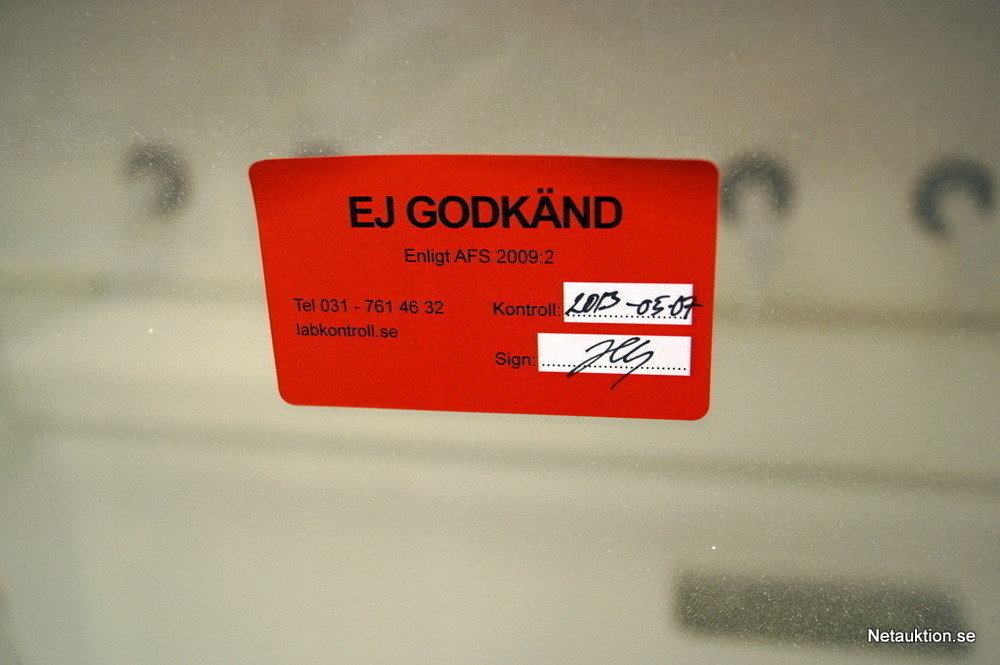 EJ GODKÄND
Enligt AFS 2009:2
Tel 031 - 761 46 32
labkontroll.se
Kontroll: 2013-05-07
Sign:
Netauktion.se